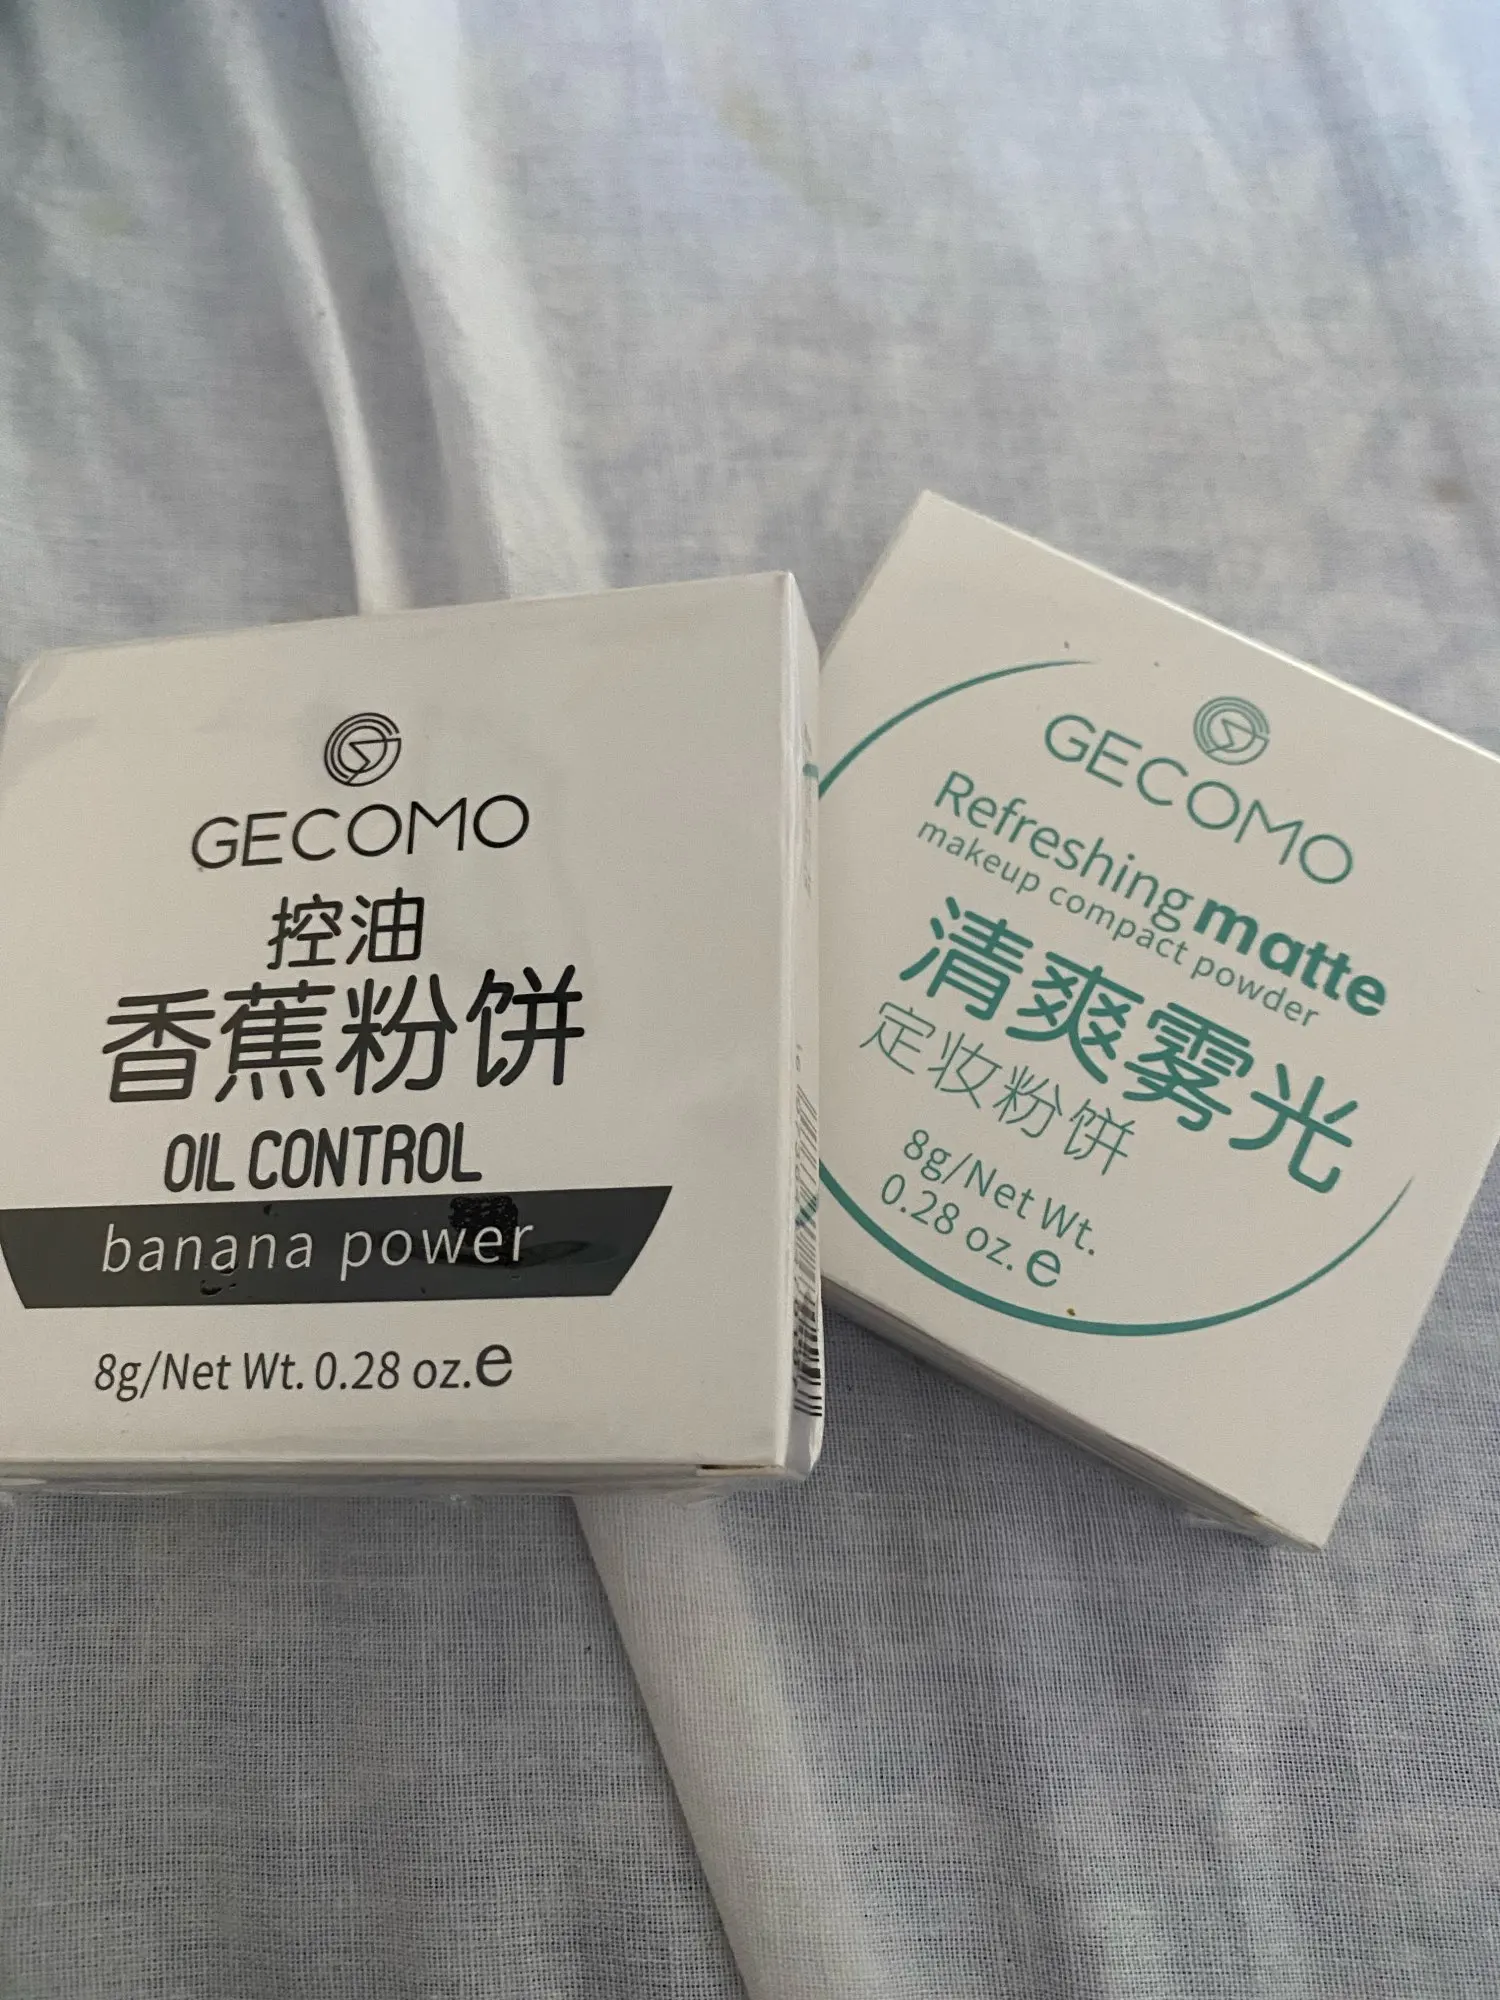 GECOMO
控油
香蕉粉饼
OIL CONTROL
banana power
8g/Net Wt. 0.28 oz.e
GECOMO
Refreshing matte
makeup compact powder
清爽雾光
定妆粉饼
8g/Net Wt.
0.28 oz. e